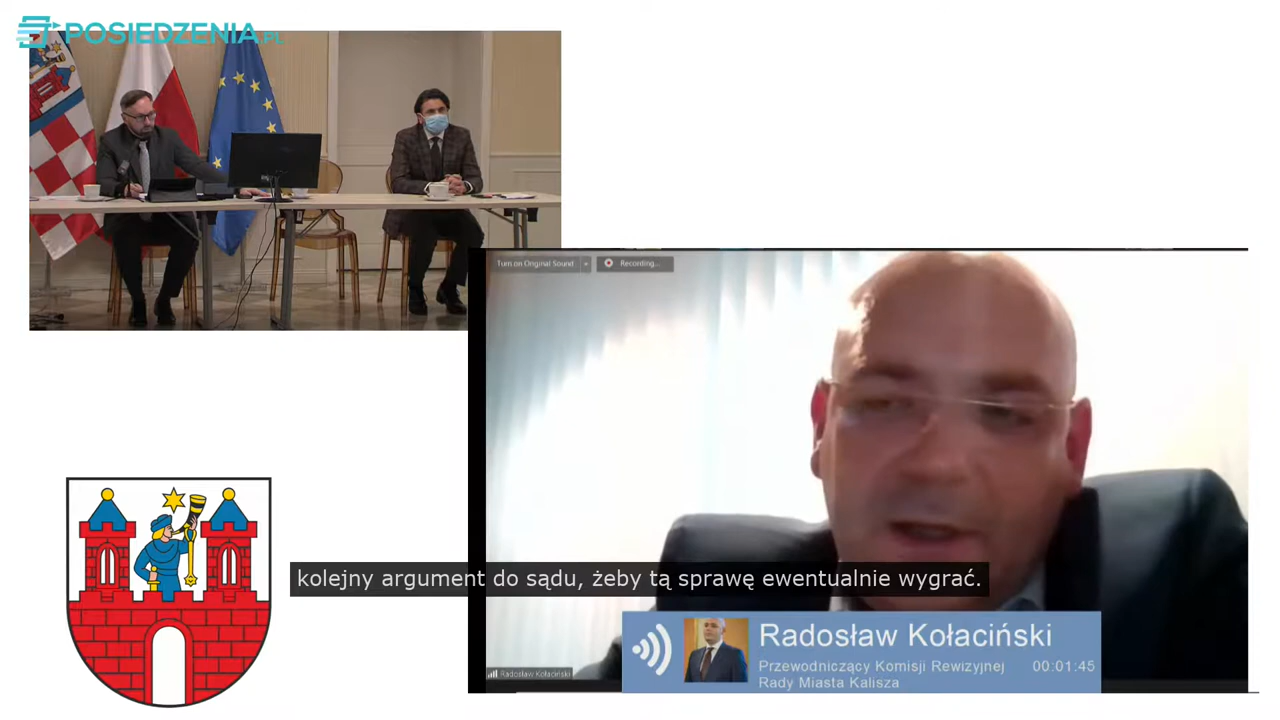 POSIEDZENIA.PL
Turn on Original Sound
Recording...
kolejny argument do sądu, żeby tą sprawę ewentualnie wygrać.
Radosław Kołaciński
Przewodniczący Komisji Rewizyjnej 00:01:45
Rady Miasta Kalisza
Radosław Kołaciński